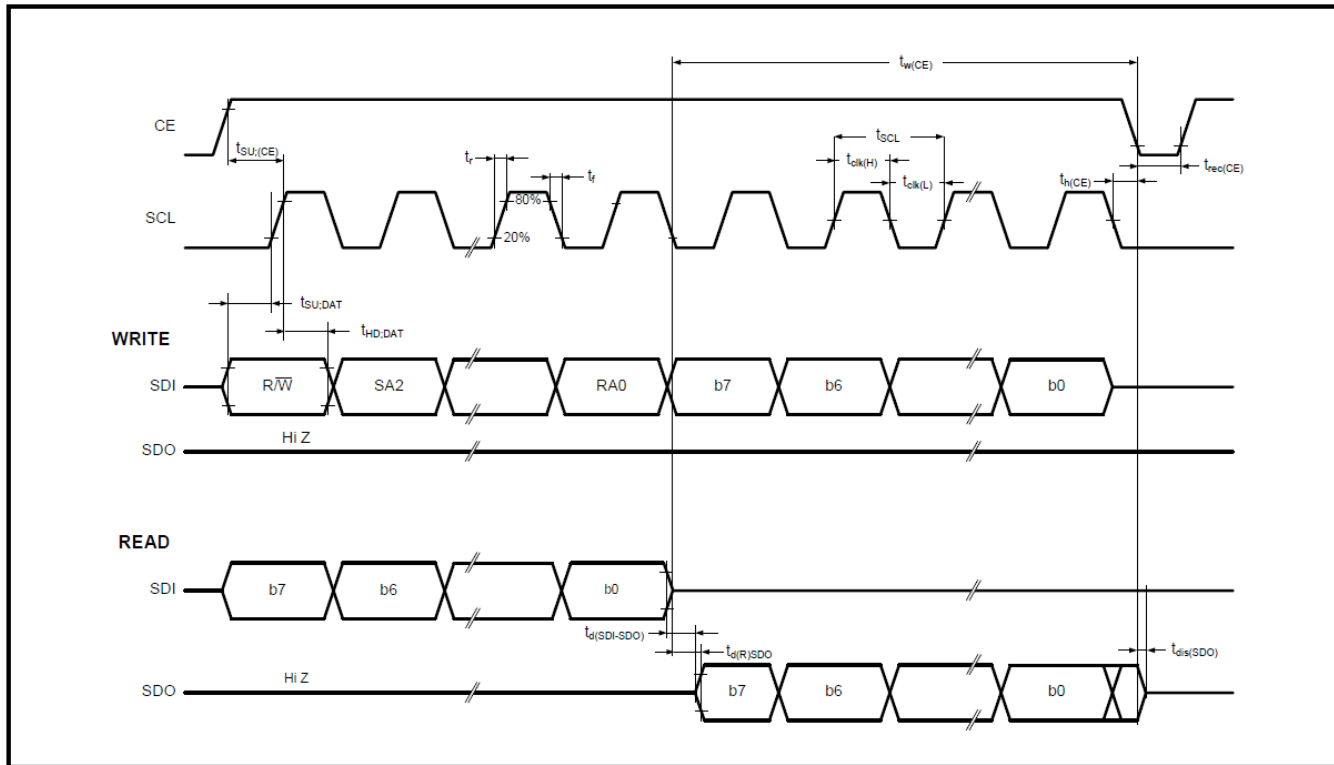 tw(CE)
CE
tSU;(CE)
tr
tf
tSCL
tclk(H)
tclk(L)
trec(CE)
th(CE)
SCL
80%
20%
tSU;DAT
tHD;DAT
WRITE
SDI R/W̅ SA2 RA0 b7 b6 b0
Hi Z
SDO
READ
SDI b7 b6 b0
td(SDI-SDO)
td(R)SDO
tdis(SDO)
Hi Z
SDO b7 b6 b0